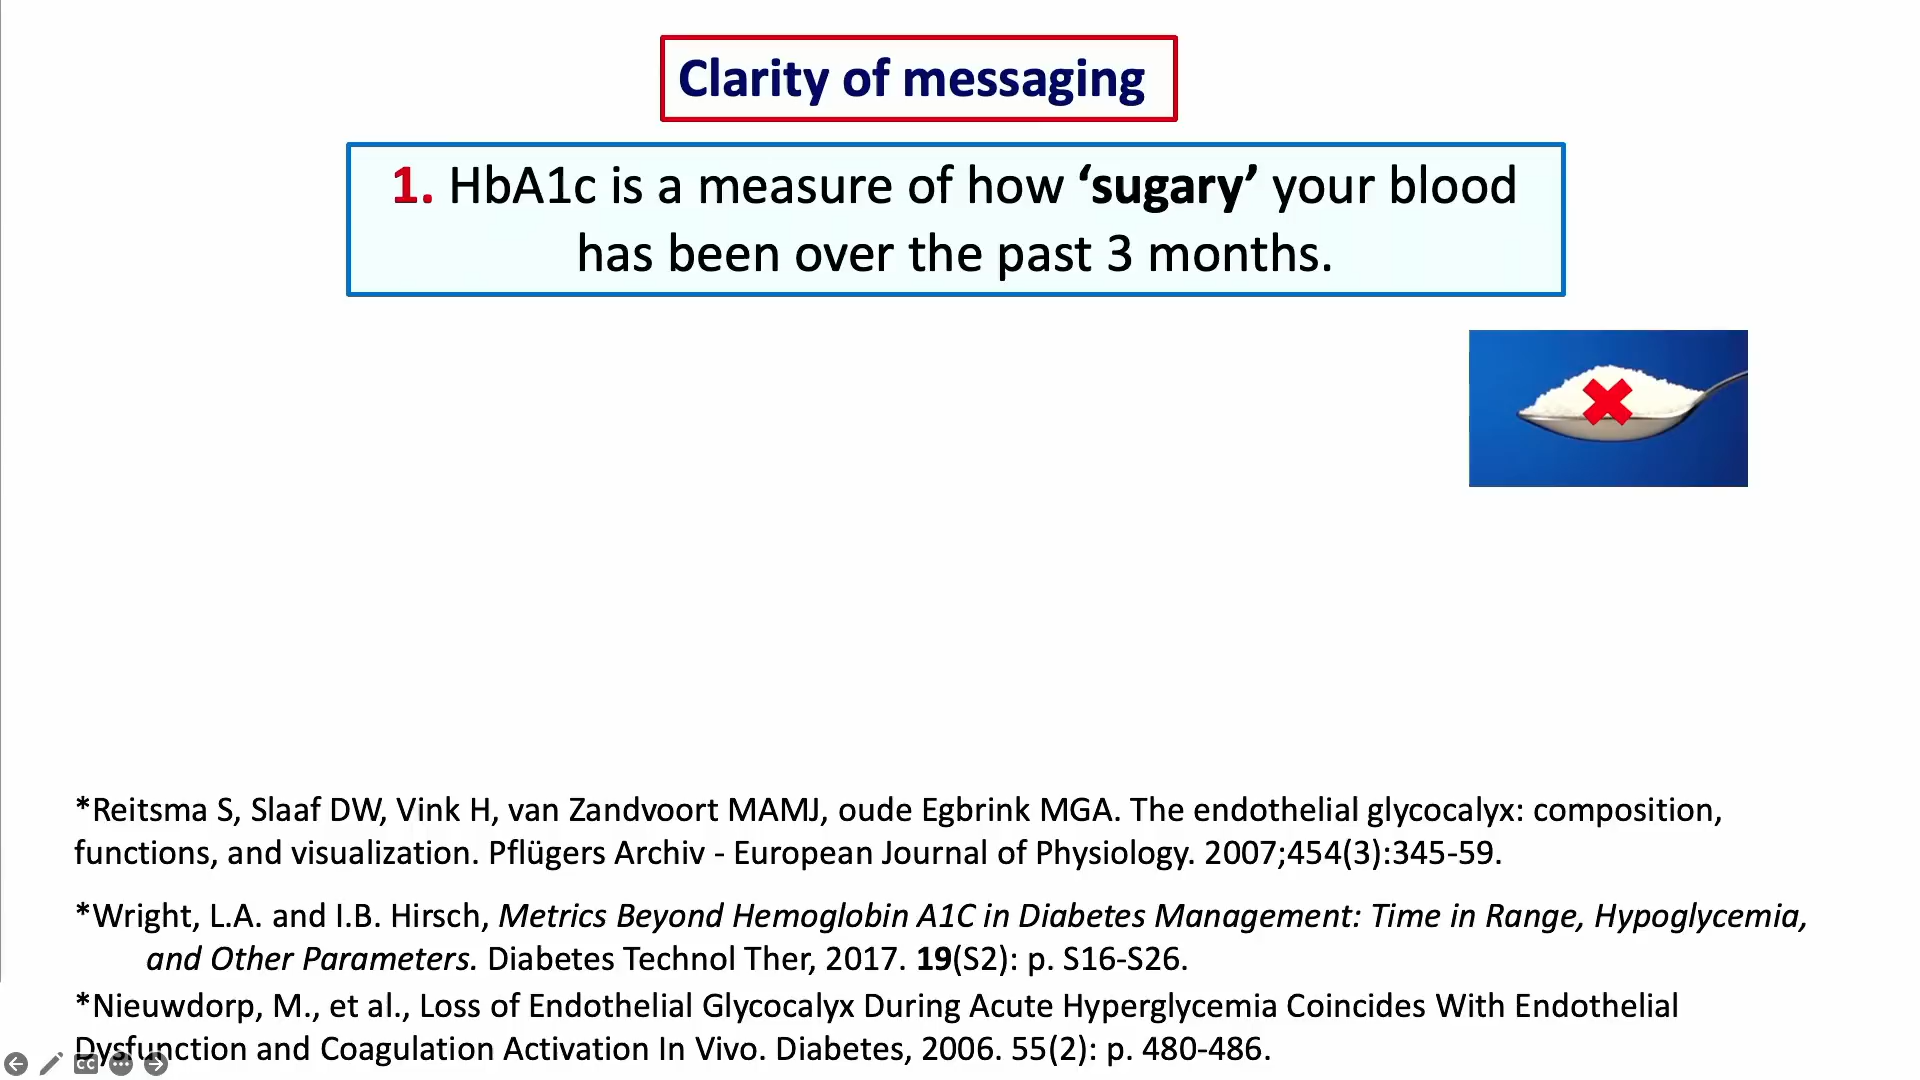 Clarity of messaging
1. HbA1c is a measure of how ‘sugary’ your blood
has been over the past 3 months.
*Reitsma S, Slaaf DW, Vink H, van Zandvoort MAMJ, oude Egbrink MGA. The endothelial glycocalyx: composition,
functions, and visualization. Pflügers Archiv - European Journal of Physiology. 2007;454(3):345-59.
*Wright, L.A. and I.B. Hirsch, Metrics Beyond Hemoglobin A1C in Diabetes Management: Time in Range, Hypoglycemia,
and Other Parameters. Diabetes Technol Ther, 2017. 19(S2): p. S16-S26.
*Nieuwdorp, M., et al., Loss of Endothelial Glycocalyx During Acute Hyperglycemia Coincides With Endothelial
Dysfunction and Coagulation Activation In Vivo. Diabetes, 2006. 55(2): p. 480-486.
CC